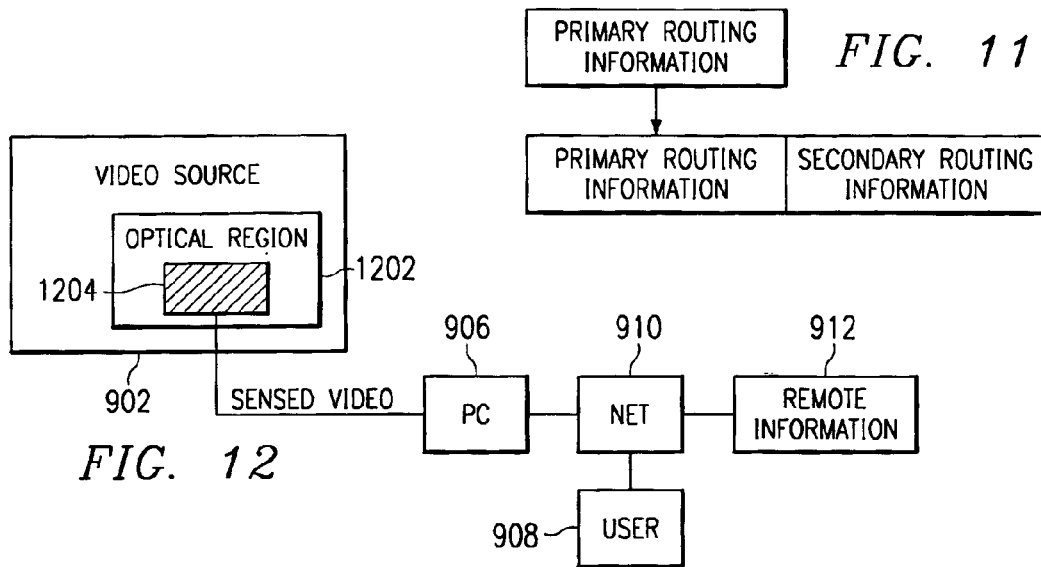 PRIMARY ROUTING
INFORMATION
FIG. 11
PRIMARY ROUTING
INFORMATION
SECONDARY ROUTING
INFORMATION
VIDEO SOURCE
OPTICAL REGION
1204
1202
902
SENSED VIDEO
906
PC
910
NET
912
REMOTE
INFORMATION
908
USER
FIG. 12